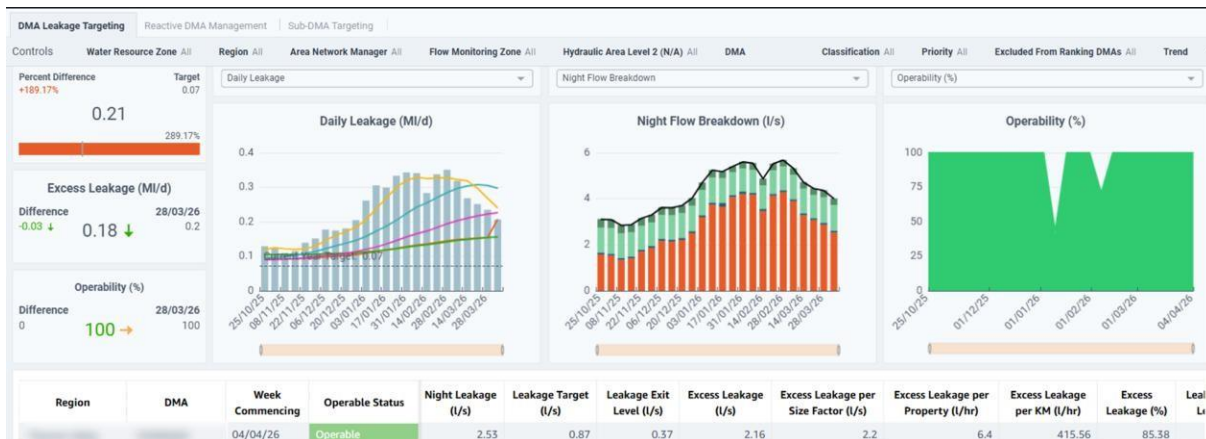 DMA Leakage Targeting Reactive DMA Management Sub-DMA Targeting
Controls Water Resource Zone All Region All Area Network Manager All Flow Monitoring Zone All Hydraulic Area Level 2 (N/A) All DMA Classification All Priority All Excluded From Ranking DMAs All Trend
Percent Difference Target
+189.17% 0.07
0.21
289.17%
Daily Leakage
Night Flow Breakdown
Operability (%)
Excess Leakage (Ml/d)
Difference 28/03/26
-0.03 ↓ 0.18 ↓ 0.2
Operability (%)
Difference 28/03/26
0 100 → 100
Daily Leakage (Ml/d)
0.4
0.3
0.2
0.1
0
0.07
25/10/25 08/11/25 22/11/25 06/12/25 20/12/25 03/01/26 17/01/26 31/01/26 14/02/26 28/02/26 14/03/26 28/03/26
Night Flow Breakdown (l/s)
6
4
2
0
25/10/25 08/11/25 22/11/25 06/12/25 20/12/25 03/01/26 17/01/26 31/01/26 14/02/26 28/02/26 14/03/26 28/03/26
Operability (%)
100
75
50
25
0
25/10/25 01/12/25 01/01/26 01/02/26 01/03/26 04/04/26
Region DMA Week Commencing Operable Status Night Leakage (l/s) Leakage Target (l/s) Leakage Exit Level (l/s) Excess Leakage (l/s) Excess Leakage per Size Factor (l/s) Excess Leakage per Property (l/hr) Excess Leakage per KM (l/hr) Excess Leakage (%)
04/04/26 Operable 2.53 0.87 0.37 2.16 2.2 6.4 415.56 85.38